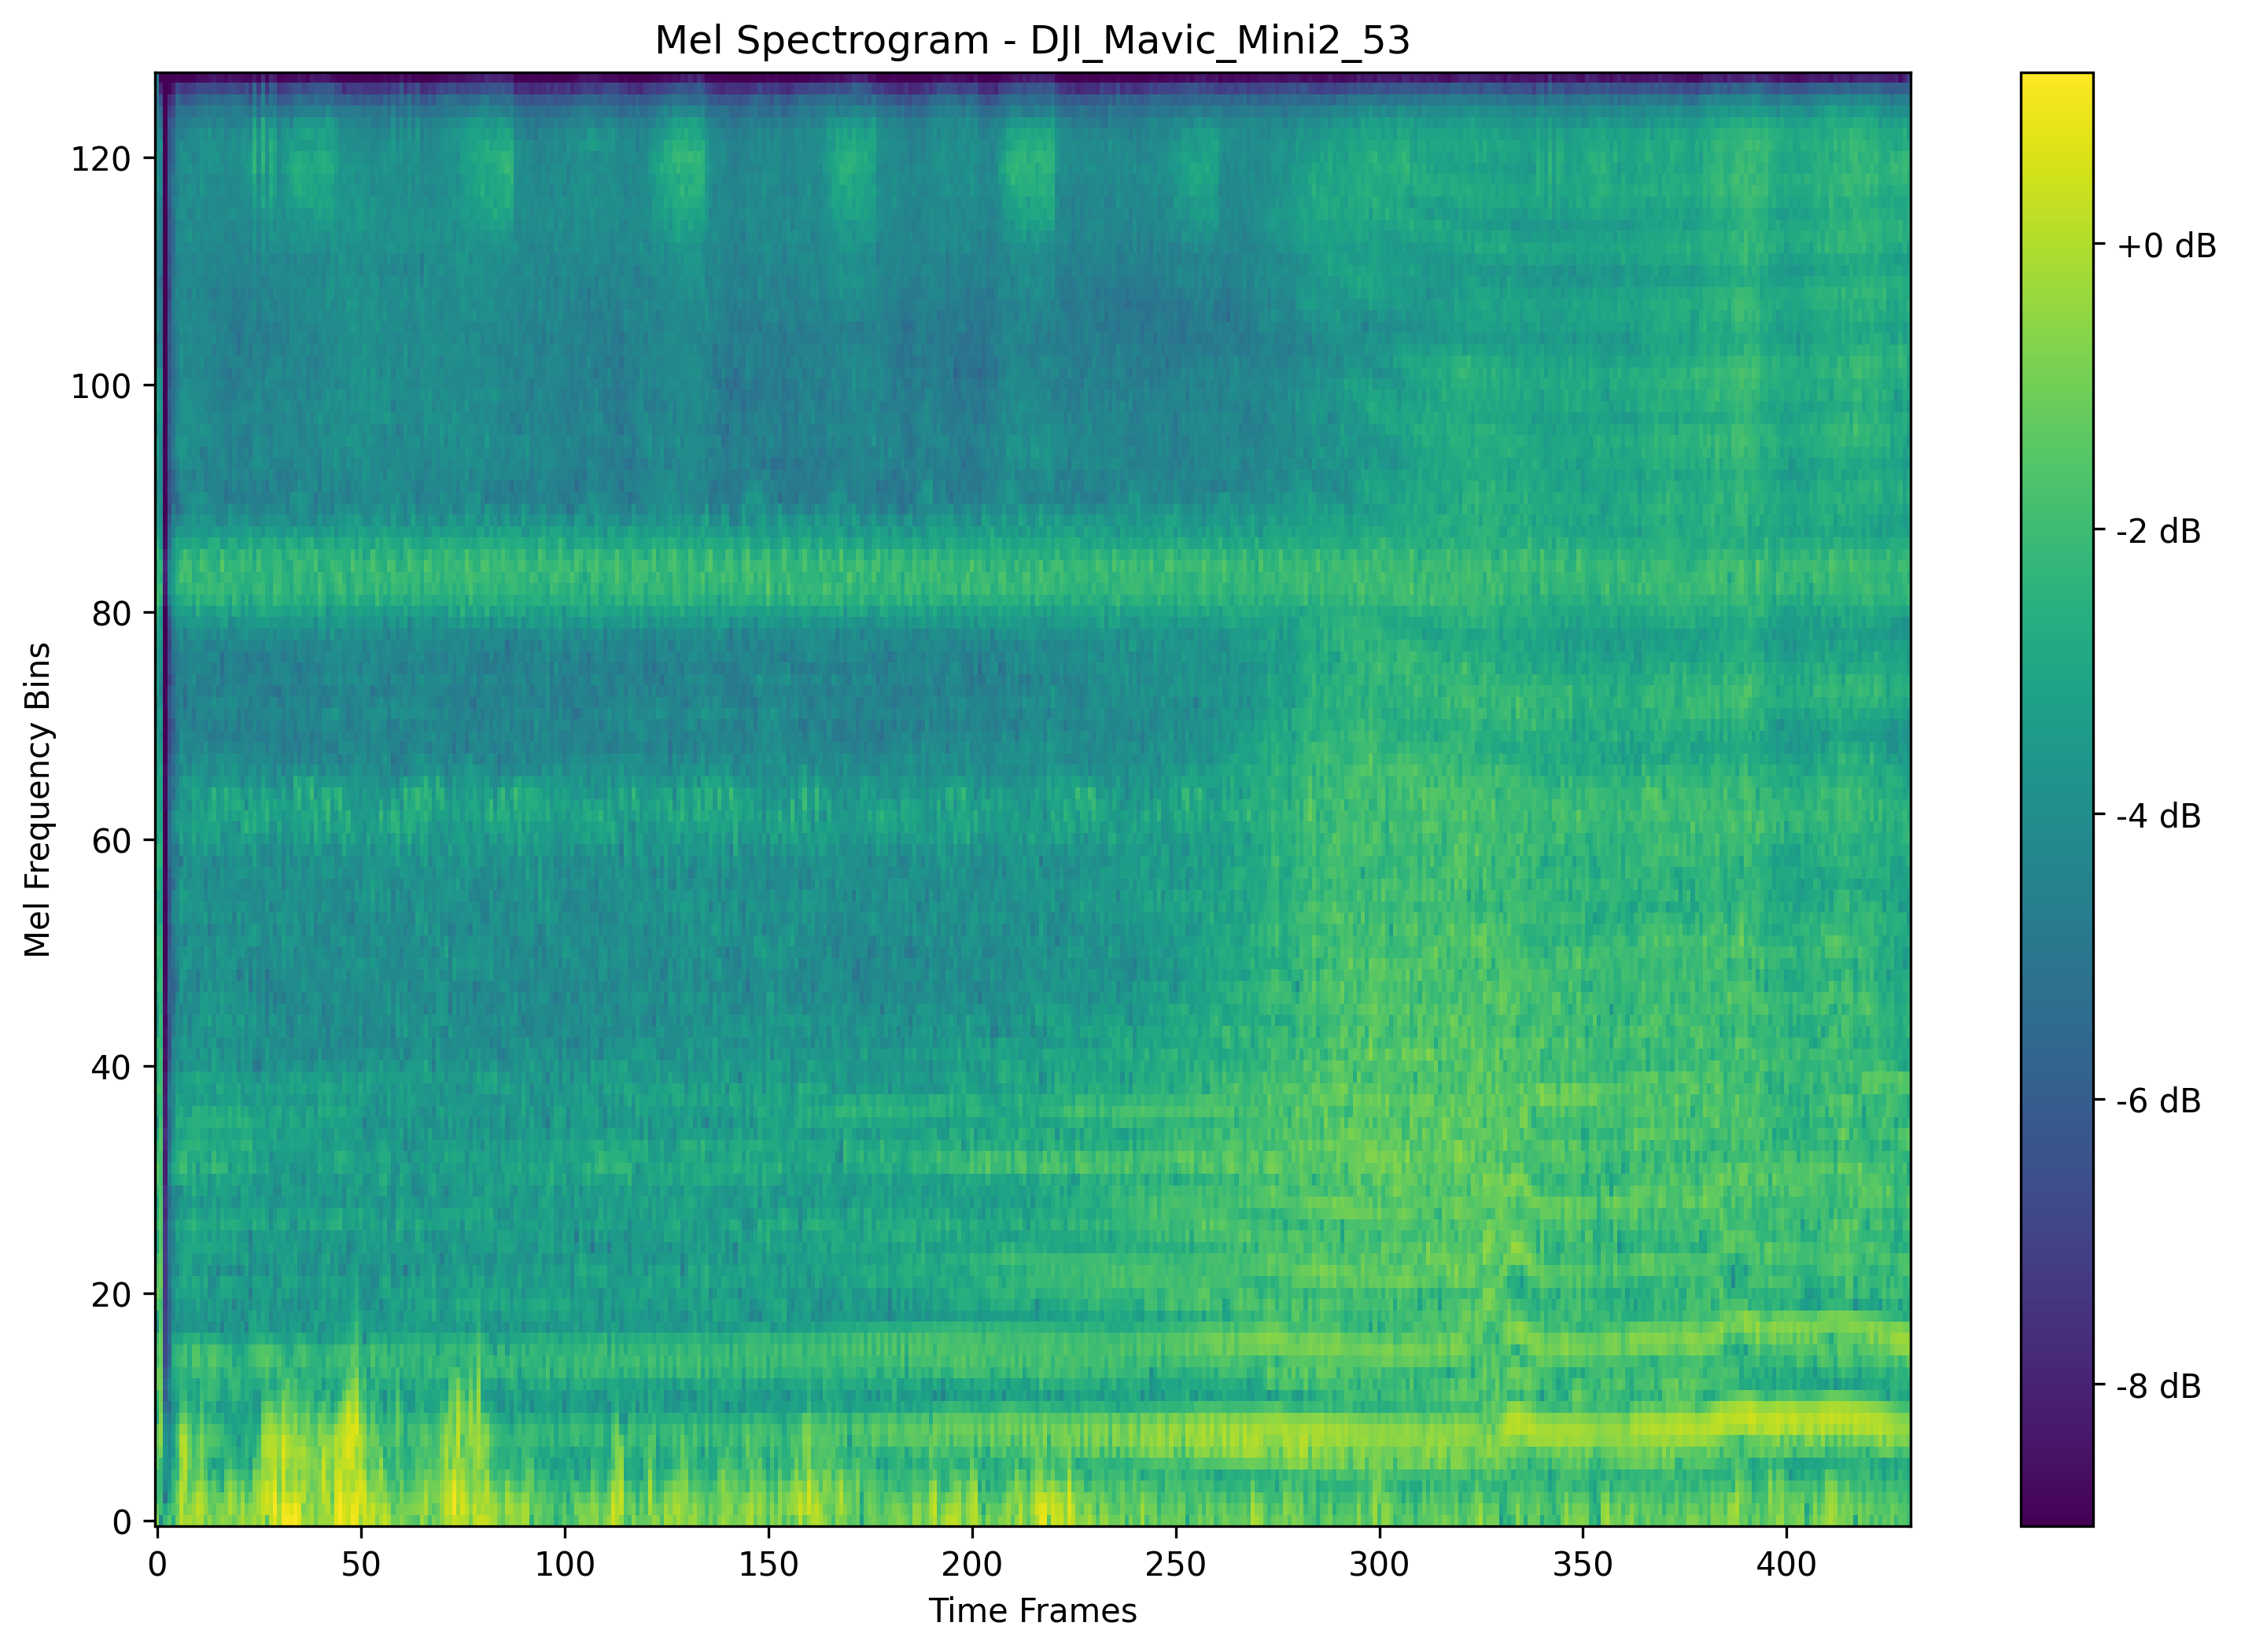 Mel Spectrogram - DJI_Mavic_Mini2_53
Mel Frequency Bins
120
100
80
60
40
20
0
0 50 100 150 200 250 300 350 400
Time Frames
+0 dB
-2 dB
-4 dB
-6 dB
-8 dB